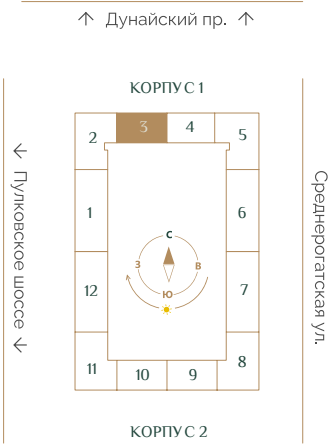 ↑ Дунайский пр. ↑
КОРПУС 1
2 3 4 5
1 6
С
З В
Ю
12 7
11 10 9 8
КОРПУС 2
← Пулковское шоссе ←
Среднерогатская ул.